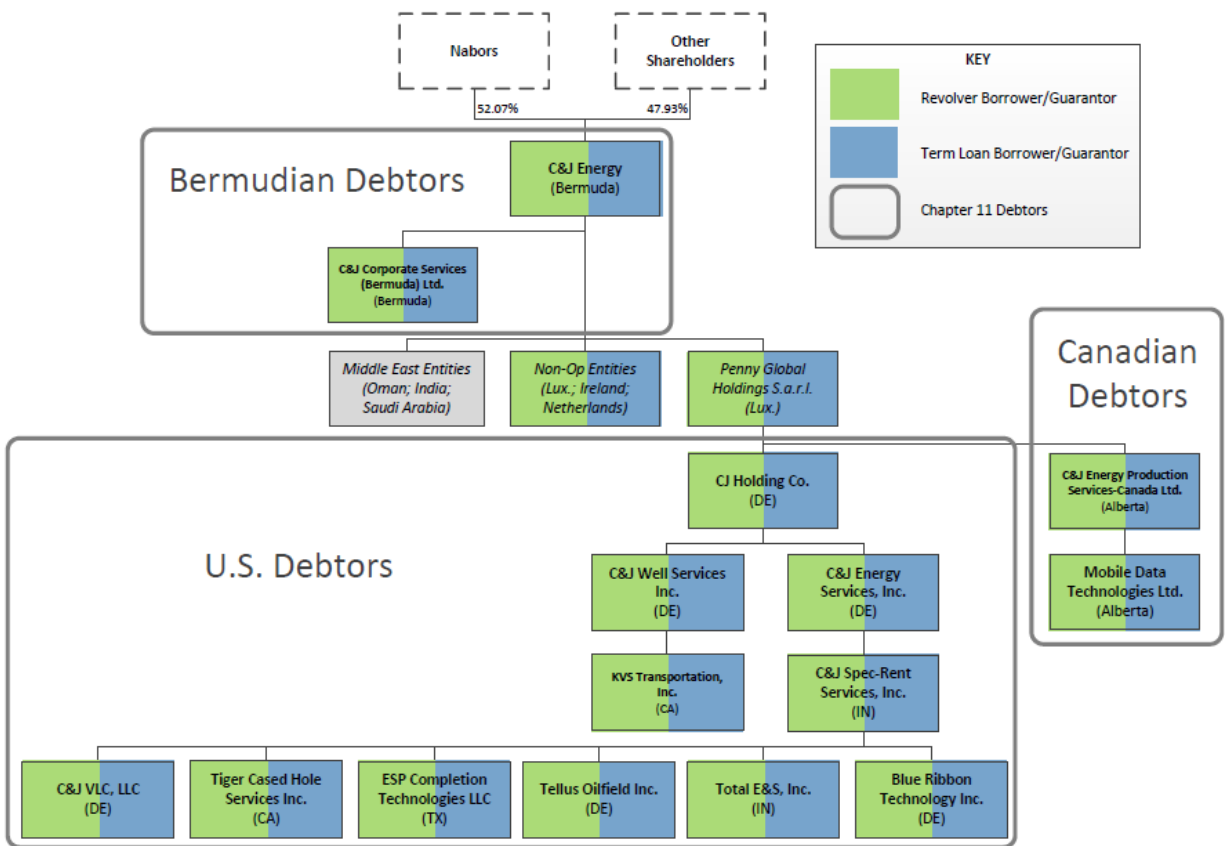 Nabors
Other
Shareholders
52.07%
47.93%
KEY
Revolver Borrower/Guarantor
Term Loan Borrower/Guarantor
Chapter 11 Debtors
Bermudian Debtors
C&J Energy
(Bermuda)
C&J Corporate Services
(Bermuda) Ltd.
(Bermuda)
Middle East Entities
(Oman; India;
Saudi Arabia)
Non-Op Entities
(Lux.; Ireland;
Netherlands)
Penny Global
Holdings S.a.r.l.
(Lux.)
Canadian
Debtors
C&J Energy Production
Services-Canada Ltd.
(Alberta)
Mobile Data
Technologies Ltd.
(Alberta)
U.S. Debtors
CJ Holding Co.
(DE)
C&J Well Services
Inc.
(DE)
C&J Energy
Services, Inc.
(DE)
KVS Transportation,
Inc.
(CA)
C&J Spec-Rent
Services, Inc.
(IN)
C&J VLC, LLC
(DE)
Tiger Cased Hole
Services Inc.
(CA)
ESP Completion
Technologies LLC
(TX)
Tellus Oilfield Inc.
(DE)
Total E&S, Inc.
(IN)
Blue Ribbon
Technology Inc.
(DE)